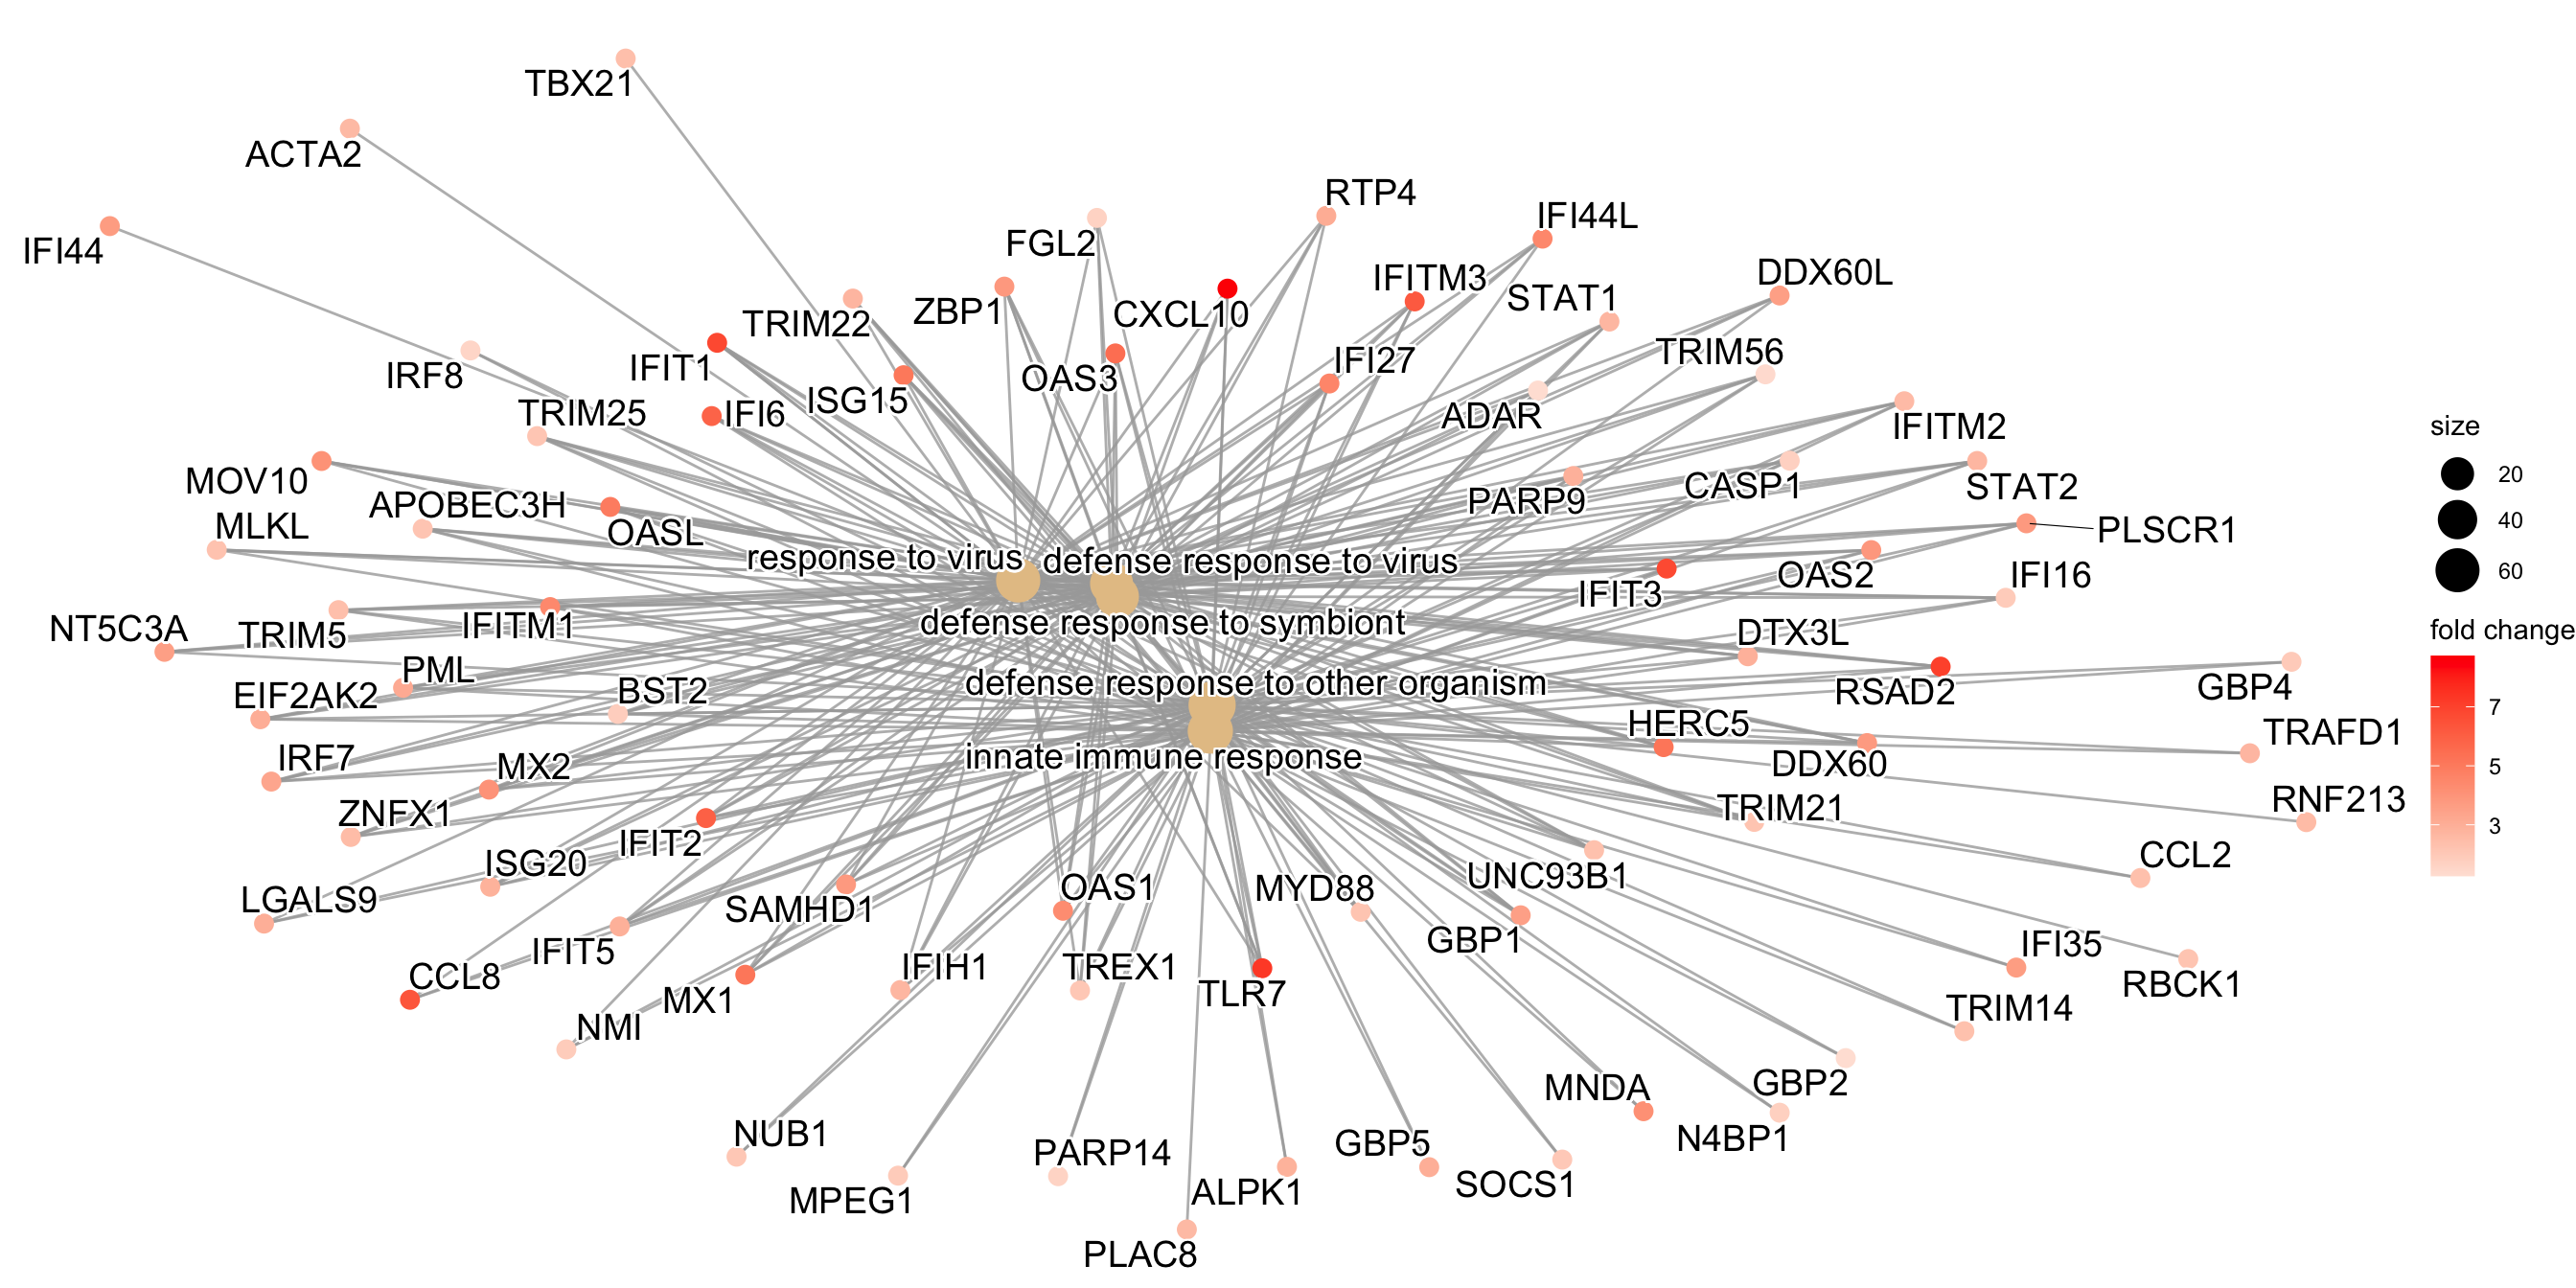 TBX21
ACTA2
IFI44
RTP4
IFI44L
FGL2
IFITM3
DDX60L
STAT1
ZBP1
CXCL10
TRIM22
TRIM56
IFI27
IFIT1
IRF8
OAS3
ISG15
TRIM25
IFI6
ADAR
IFITM2
MOV10
APOBEC3H
PARP9
CASP1
STAT2
MLKL
OASL
PLSCR1
response to virus
defense response to virus
IFIT3
OAS2
IFI16
NT5C3A
TRIM5
IFITM1
defense response to symbiont
DTX3L
PML
EIF2AK2
BST2
defense response to other organism
RSAD2
GBP4
HERC5
TRAFD1
IRF7
MX2
innate immune response
DDX60
RNF213
ZNFX1
IFIT2
TRIM21
ISG20
UNC93B1
CCL2
LGALS9
SAMHD1
OAS1
MYD88
GBP1
IFI35
IFIT5
CCL8
IFIH1
TREX1
TLR7
RBCK1
MX1
TRIM14
NMI
MNDA
GBP2
NUB1
N4BP1
PARP14
GBP5
MPEG1
ALPK1
SOCS1
PLAC8
size
20
40
60
fold change
7
5
3